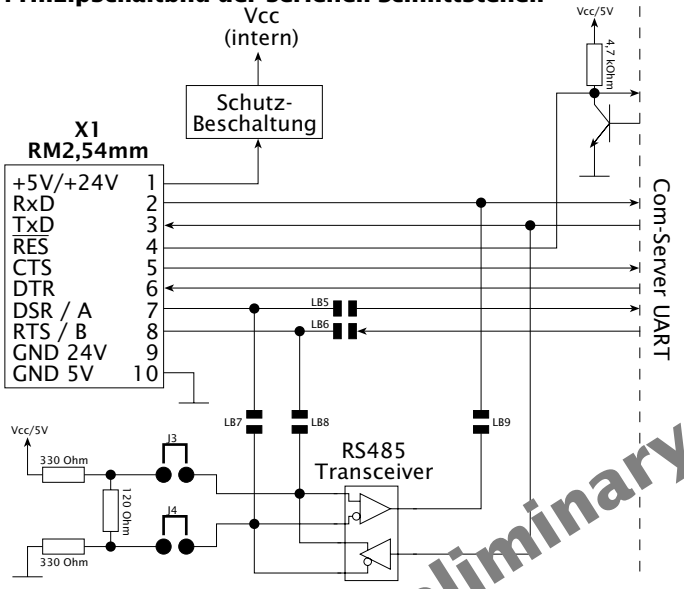 Prinzipschaltbild der seriellen Schnittstellen
Vcc
(intern)
Vcc/5V
4,7 kOhm
Schutz-
Beschaltung
X1
RM2,54mm
+5V/+24V 1
RxD 2
TxD 3
RES 4
CTS 5
DTR 6
DSR / A 7
RTS / B 8
GND 24V 9
GND 5V 10
Com-Server UART
LB5
LB6
LB7
LB8
LB9
Vcc/5V
330 Ohm
J3
120 Ohm
J4
330 Ohm
RS485
Transceiver
eliminary